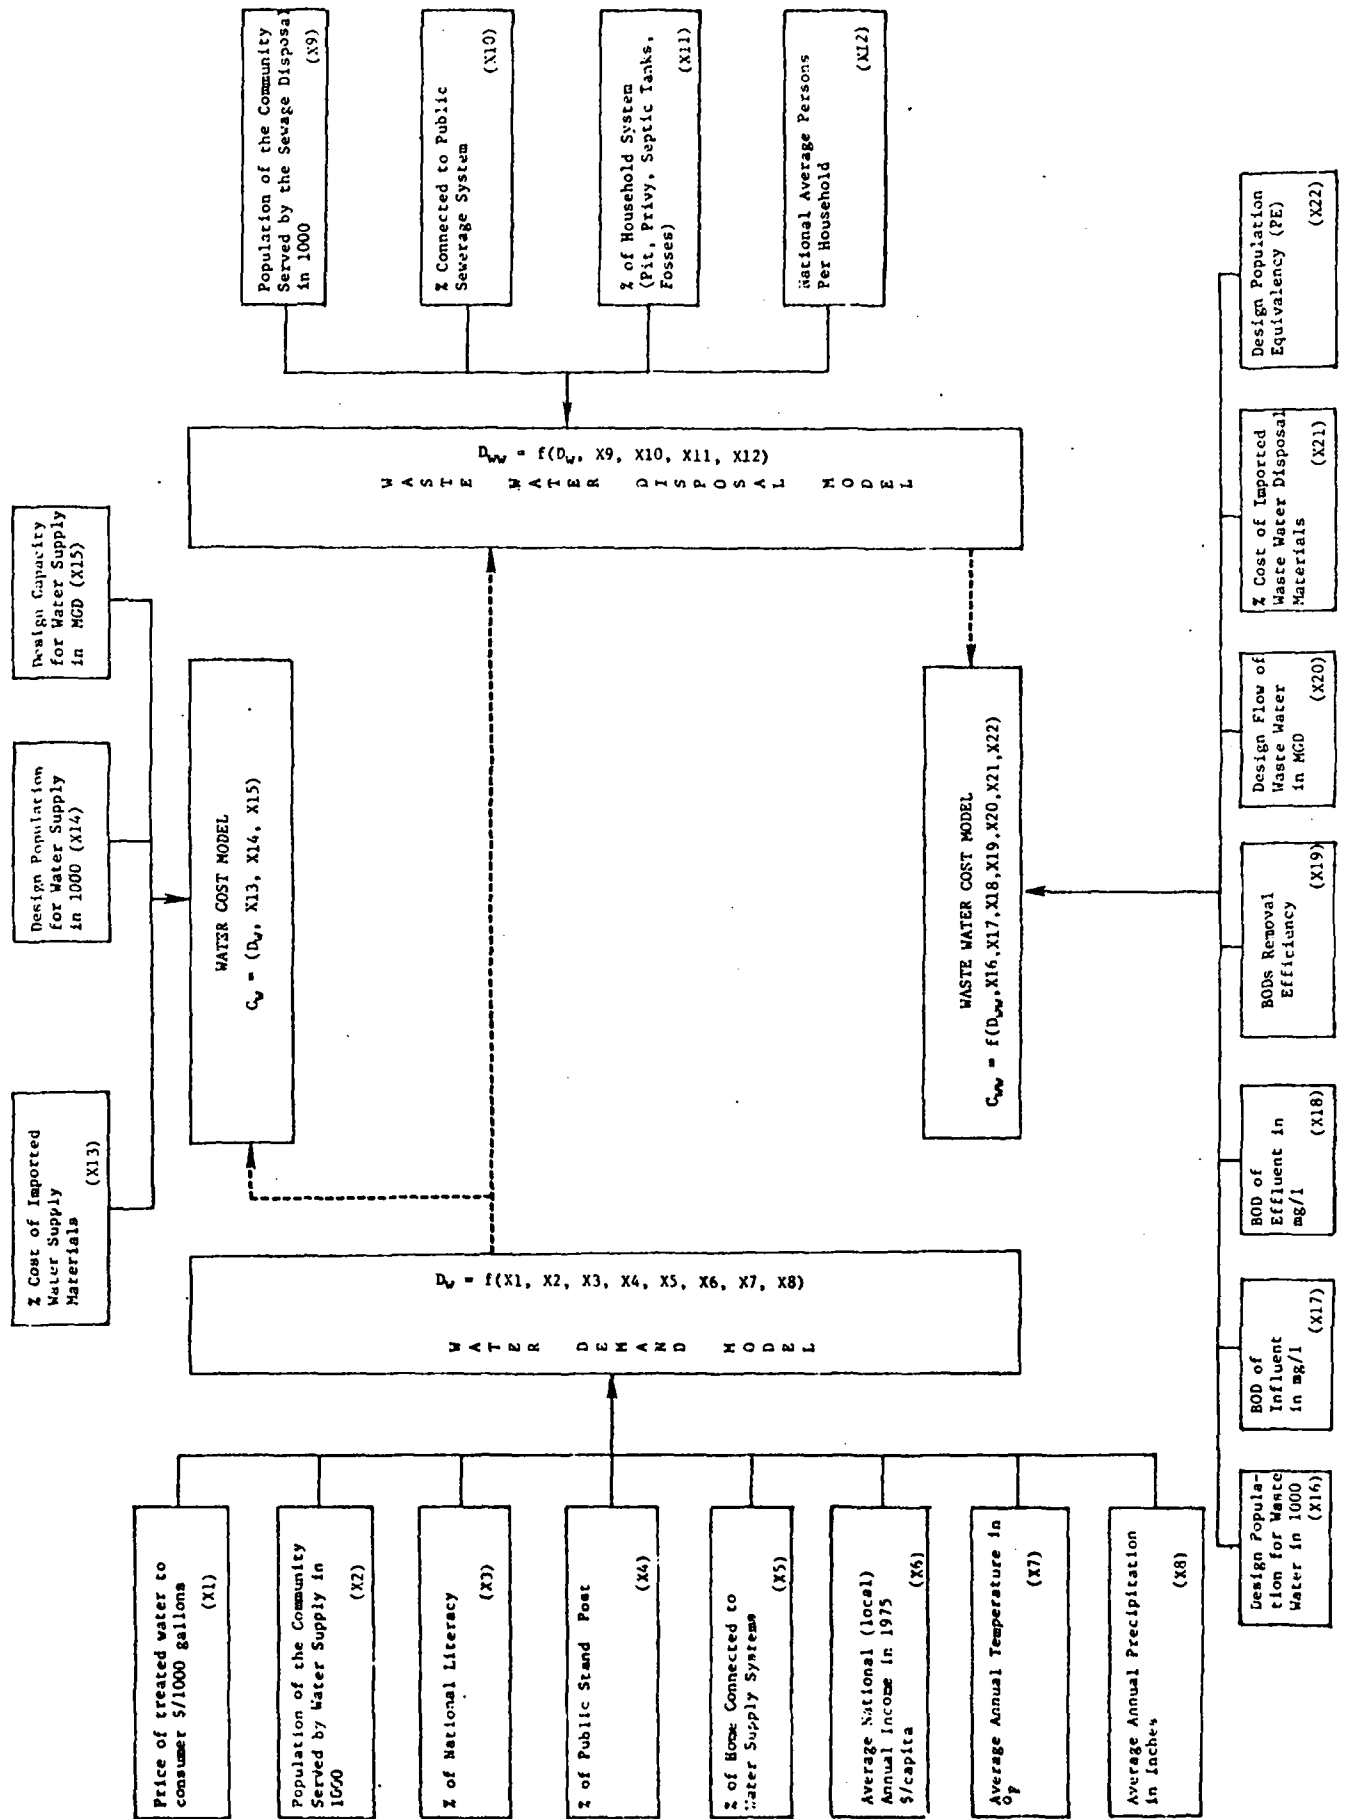 Price of treated water to
consumer $/1000 gallons
(X1)
Population of the Community
Served by Water Supply in
1000
(X2)
% of National Literacy
(X3)
% of Public Stand Post
(X4)
% of Home Connected to
Water Supply Systems
(X5)
Average National (local)
Annual Income in 1975
$/capita
(X6)
Average Annual Temperature in
°F
(X7)
Average Annual Precipitation
in Inches
(X8)
D_w = f(X1, X2, X3, X4, X5, X6, X7, X8)
WATER DEMAND MODEL
% Cost of Imported
Water Supply
Materials
(X13)
Design Population
for Water Supply
in 1000 (X14)
Design Capacity
for Water Supply
in MGD (X15)
WATER COST MODEL
C_w = (D_w, X13, X14, X15)
D_ww = f(D_w, X9, X10, X11, X12)
WASTE WATER DISPOSAL MODEL
Population of the Community
Served by the Sewage Disposal
in 1000
(X9)
% Connected to Public
Sewerage System
(X10)
% of Household System
(Pit, Privy, Septic Tanks,
Fosses)
(X11)
National Average Persons
Per Household
(X12)
WASTE WATER COST MODEL
C_ww = f(D_ww,X16,X17,X18,X19,X20,X21,X22)
Design Popula-
tion for Waste
Water in 1000
(X16)
BOD of
Influent
in mg/l
(X17)
BOD of
Effluent in
mg/l
(X18)
BODs Removal
Efficiency
(X19)
Design Flow of
Waste Water
in MGD
(X20)
% Cost of Imported
Waste Water Disposal
Materials
(X21)
Design Population
Equivalency (PE)
(X22)